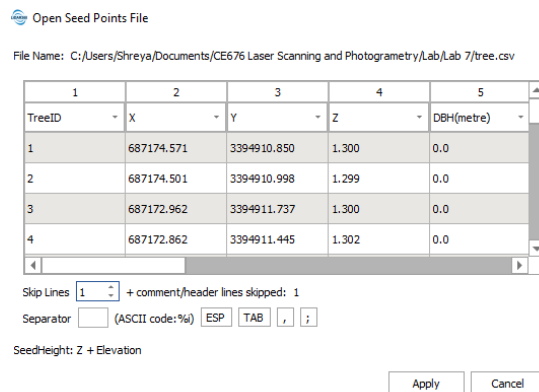 Open Seed Points File
File Name: C:/Users/Shreya/Documents/CE676 Laser Scanning and Photogrametry/Lab/Lab 7/tree.csv
1 2 3 4 5
TreeID X Y Z DBH(metre)
1 687174.571 3394910.850 1.300 0.0
2 687174.501 3394910.998 1.299 0.0
3 687172.962 3394911.737 1.300 0.0
4 687172.862 3394911.445 1.302 0.0
Skip Lines 1 + comment/header lines skipped: 1
Separator (ASCII code:%i) ESP TAB , ;
SeedHeight: Z + Elevation
Apply Cancel